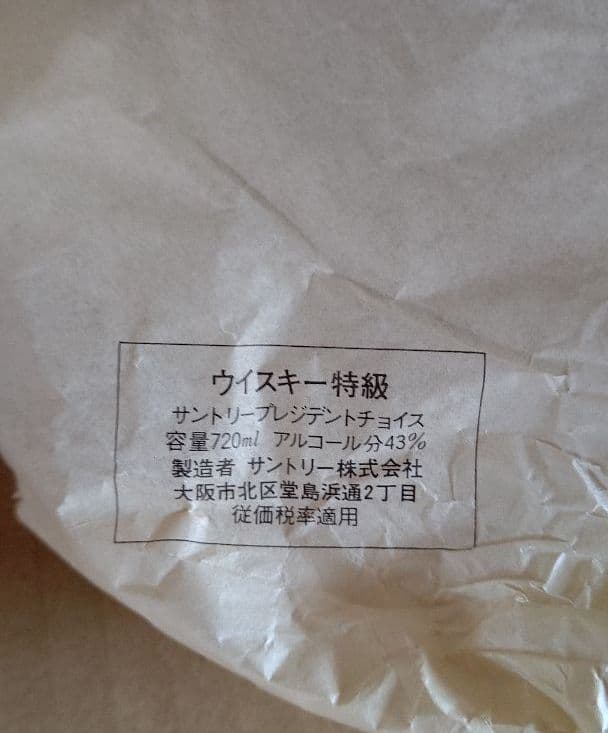 ウイスキー特級
サントリープレジデントチョイス
容量720ml アルコール分43%
製造者 サントリー株式会社
大阪市北区堂島浜通2丁目
従価税率適用